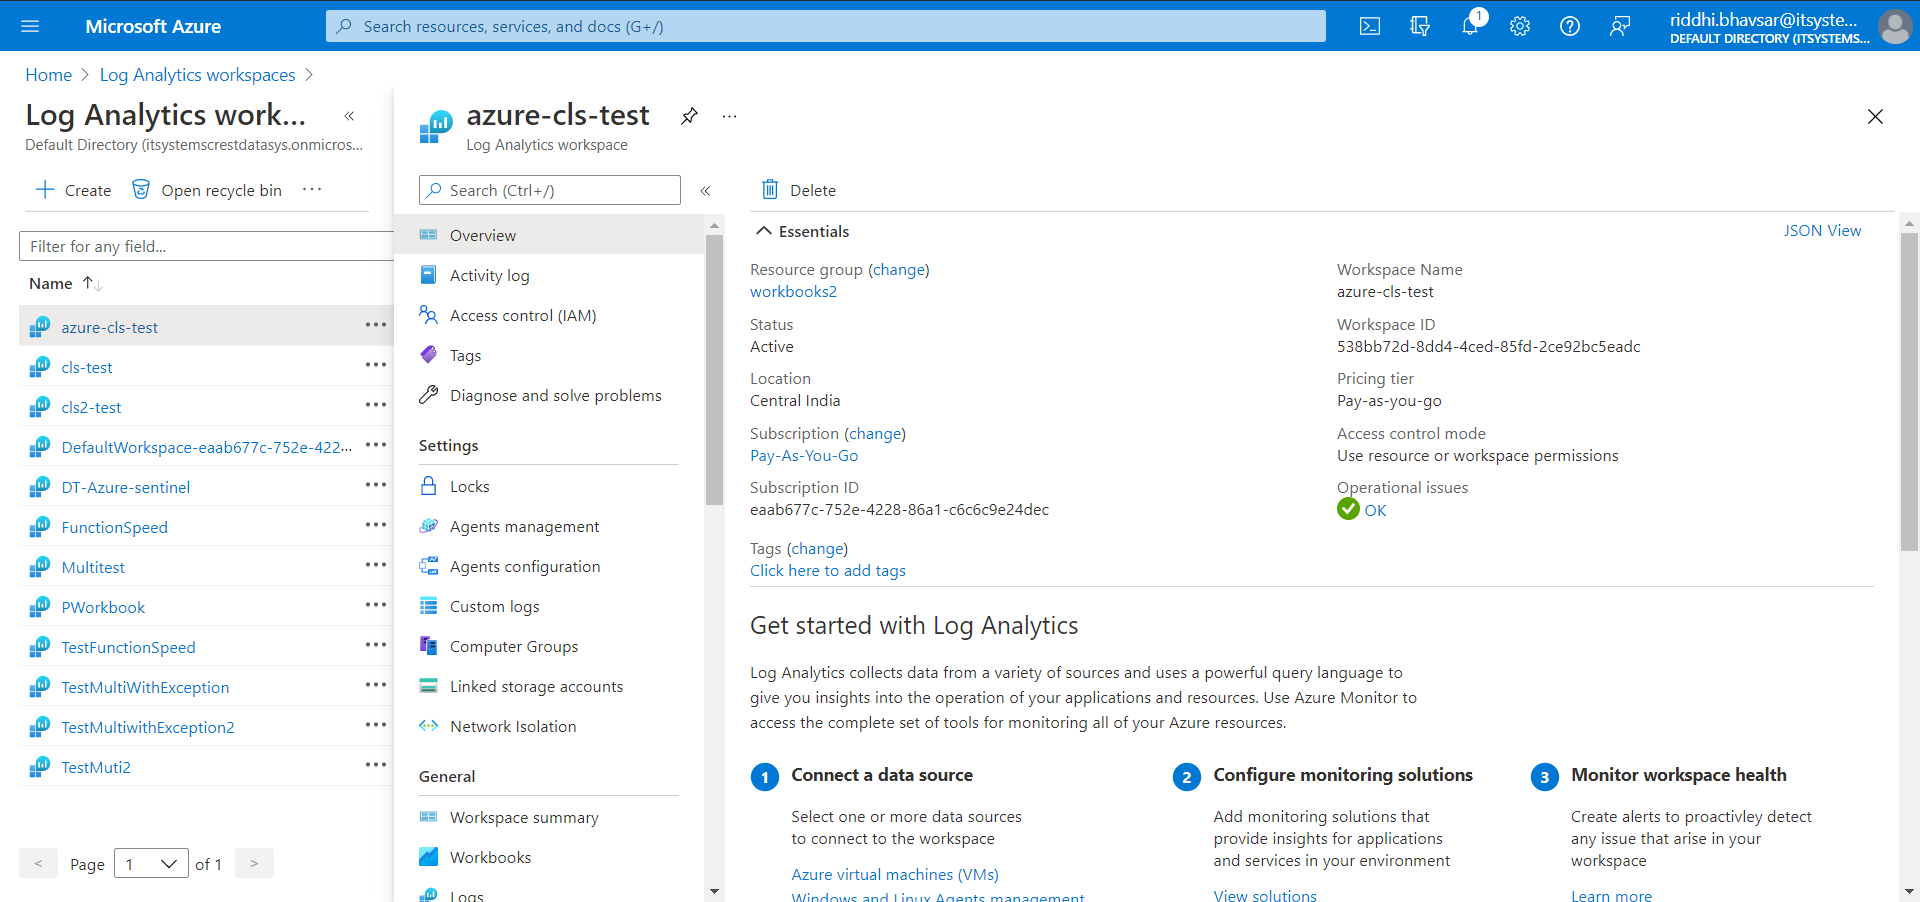 Microsoft Azure
Search resources, services, and docs (G+/)
1
riddhi.bhavsar@itsyste...
DEFAULT DIRECTORY (ITSYSTEMS...
Home > Log Analytics workspaces >
Log Analytics work...
«
Default Directory (itsystemscrestdatasys.onmicros...
Create
Open recycle bin
...
Filter for any field...
Name ↑↓
azure-cls-test
cls-test
cls2-test
DefaultWorkspace-eaab677c-752e-422...
DT-Azure-sentinel
FunctionSpeed
Multitest
PWorkbook
TestFunctionSpeed
TestMultiWithException
TestMultiwithException2
TestMuti2
< Page 1 of 1 >
azure-cls-test
...
Log Analytics workspace
Search (Ctrl+/)
«
Overview
Activity log
Access control (IAM)
Tags
Diagnose and solve problems
Settings
Locks
Agents management
Agents configuration
Custom logs
Computer Groups
Linked storage accounts
Network Isolation
General
Workspace summary
Workbooks
Logs
Delete
Essentials
JSON View
Resource group (change)
workbooks2
Status
Active
Location
Central India
Subscription (change)
Pay-As-You-Go
Subscription ID
eaab677c-752e-4228-86a1-c6c6c9e24dec
Tags (change)
Click here to add tags
Workspace Name
azure-cls-test
Workspace ID
538bb72d-8dd4-4ced-85fd-2ce92bc5eadc
Pricing tier
Pay-as-you-go
Access control mode
Use resource or workspace permissions
Operational issues
OK
Get started with Log Analytics
Log Analytics collects data from a variety of sources and uses a powerful query language to
give you insights into the operation of your applications and resources. Use Azure Monitor to
access the complete set of tools for monitoring all of your Azure resources.
1 Connect a data source
Select one or more data sources
to connect to the workspace
Azure virtual machines (VMs)
Windows and Linux Agents management
2 Configure monitoring solutions
Add monitoring solutions that
provide insights for applications
and services in your environment
View solutions
3 Monitor workspace health
Create alerts to proactivley detect
any issue that arise in your
workspace
Learn more